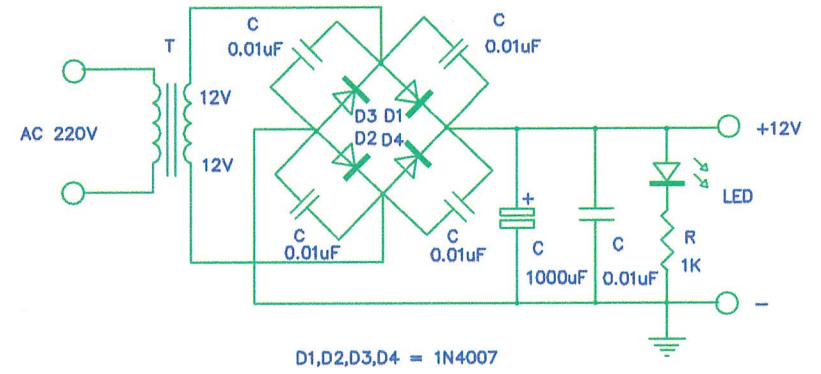 C
0.01uF
C
0.01uF
T
12V
AC 220V
12V
D3 D1
D2 D4
+12V
LED
+
C
0.01uF
C
0.01uF
C
1000uF
C
0.01uF
R
1K
–
D1,D2,D3,D4 = 1N4007